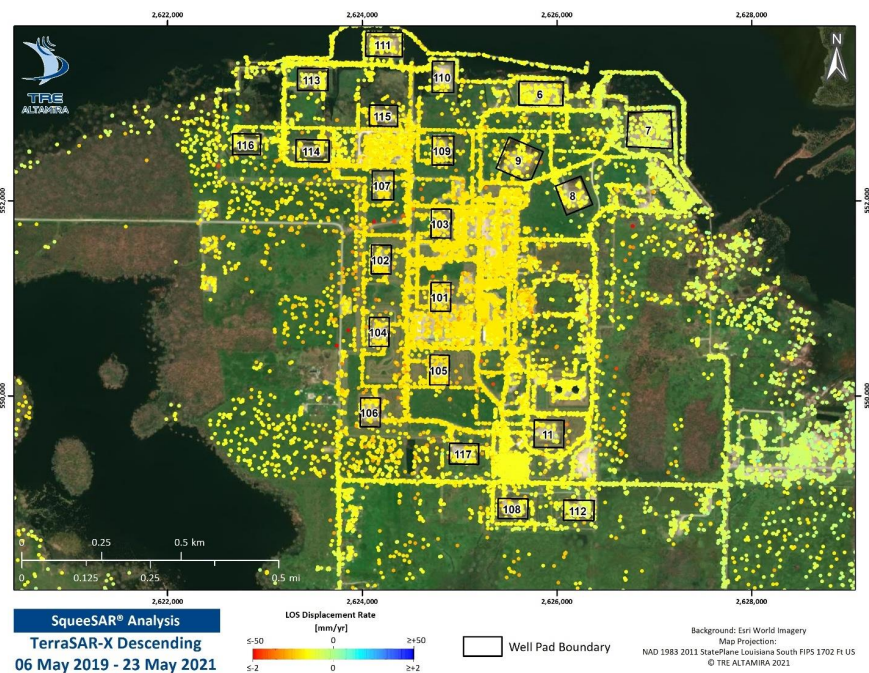 2,622,000 2,624,000 2,626,000 2,628,000
TRE
ALTAMIRA
N
111
113
110
6
115
7
116
114
109
9
107
8
552,000 552,000
103
102
101
104
105
106
11
117
108
112
550,000 550,000
0 0.25 0.5 km
0 0.125 0.25 0.5 mi
2,622,000 2,624,000 2,626,000 2,628,000
SqueeSAR® Analysis
TerraSAR-X Descending
06 May 2019 - 23 May 2021
LOS Displacement Rate
[mm/yr]
≤-50 0 ≥+50
≤-2 0 ≥+2
Well Pad Boundary
Background: Esri World Imagery
Map Projection:
NAD 1983 2011 StatePlane Louisiana South FIPS 1702 Ft US
© TRE ALTAMIRA 2021